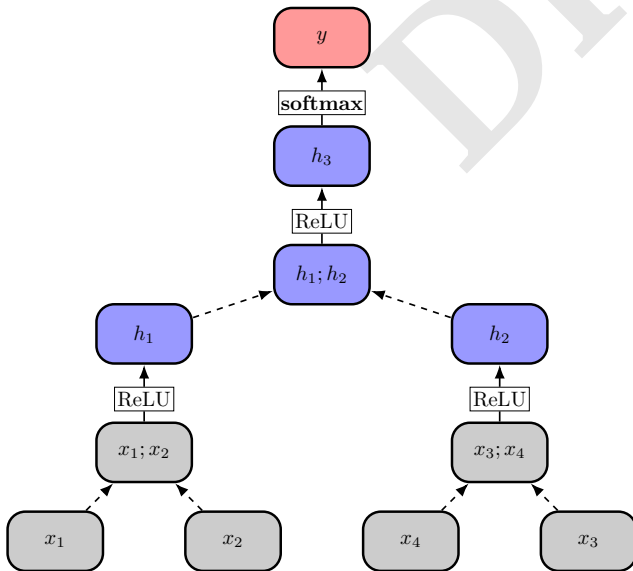 y
softmax
h₃
ReLU
h₁; h₂
h₁
h₂
ReLU
ReLU
x₁; x₂
x₃; x₄
x₁
x₂
x₄
x₃